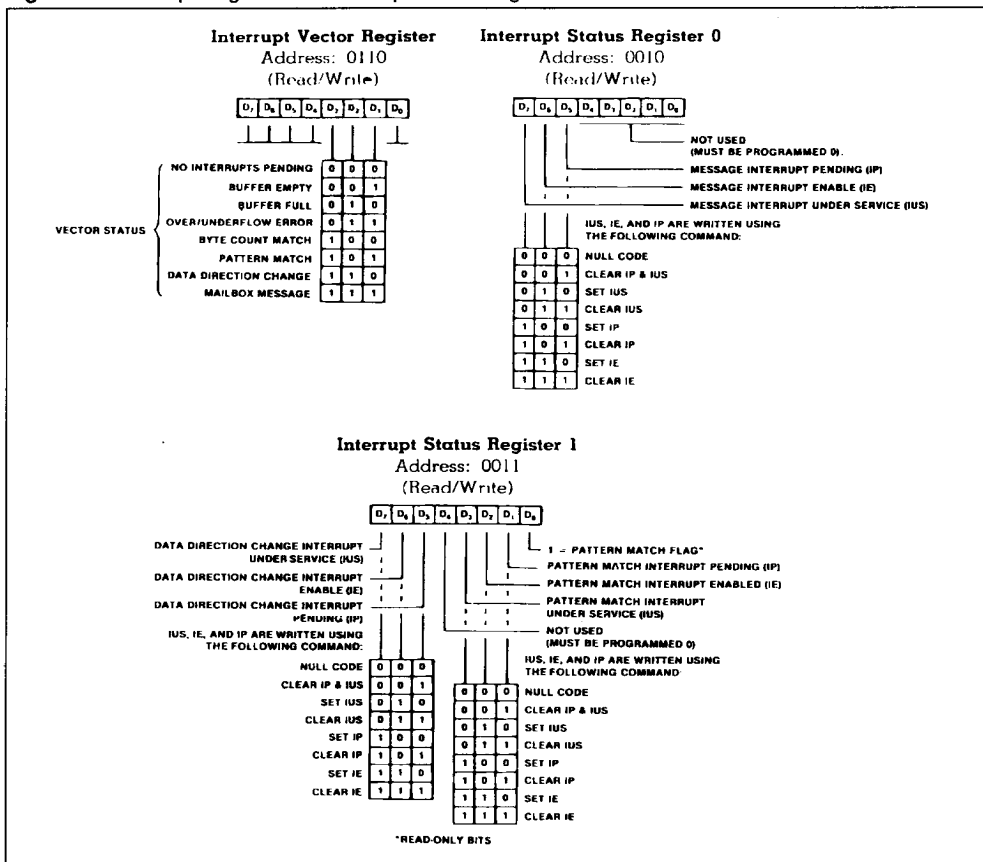 Interrupt Vector Register
Address: 0110
(Read/Write)
D7 D6 D5 D4 D3 D2 D1 D0
VECTOR STATUS
NO INTERRUPTS PENDING 0 0 0
BUFFER EMPTY 0 0 1
BUFFER FULL 0 1 0
OVER/UNDERFLOW ERROR 0 1 1
BYTE COUNT MATCH 1 0 0
PATTERN MATCH 1 0 1
DATA DIRECTION CHANGE 1 1 0
MAILBOX MESSAGE 1 1 1
Interrupt Status Register 0
Address: 0010
(Read/Write)
D7 D6 D5 D4 D3 D2 D1 D0
NOT USED
(MUST BE PROGRAMMED 0).
MESSAGE INTERRUPT PENDING (IP)
MESSAGE INTERRUPT ENABLE (IE)
MESSAGE INTERRUPT UNDER SERVICE (IUS)
IUS, IE, AND IP ARE WRITTEN USING
THE FOLLOWING COMMAND:
0 0 0 NULL CODE
0 0 1 CLEAR IP & IUS
0 1 0 SET IUS
0 1 1 CLEAR IUS
1 0 0 SET IP
1 0 1 CLEAR IP
1 1 0 SET IE
1 1 1 CLEAR IE
Interrupt Status Register 1
Address: 0011
(Read/Write)
D7 D6 D5 D4 D3 D2 D1 D0
DATA DIRECTION CHANGE INTERRUPT
UNDER SERVICE (IUS)
DATA DIRECTION CHANGE INTERRUPT
ENABLE (IE)
DATA DIRECTION CHANGE INTERRUPT
PENDING (IP)
IUS, IE, AND IP ARE WRITTEN USING
THE FOLLOWING COMMAND:
NULL CODE 0 0 0
CLEAR IP & IUS 0 0 1
SET IUS 0 1 0
CLEAR IUS 0 1 1
SET IP 1 0 0
CLEAR IP 1 0 1
SET IE 1 1 0
CLEAR IE 1 1 1
1 = PATTERN MATCH FLAG*
PATTERN MATCH INTERRUPT PENDING (IP)
PATTERN MATCH INTERRUPT ENABLED (IE)
PATTERN MATCH INTERRUPT
UNDER SERVICE (IUS)
NOT USED
(MUST BE PROGRAMMED 0)
IUS, IE, AND IP ARE WRITTEN USING
THE FOLLOWING COMMAND
0 0 0 NULL CODE
0 0 1 CLEAR IP & IUS
0 1 0 SET IUS
0 1 1 CLEAR IUS
1 0 0 SET IP
1 0 1 CLEAR IP
1 1 0 SET IE
1 1 1 CLEAR IE
*READ-ONLY BITS